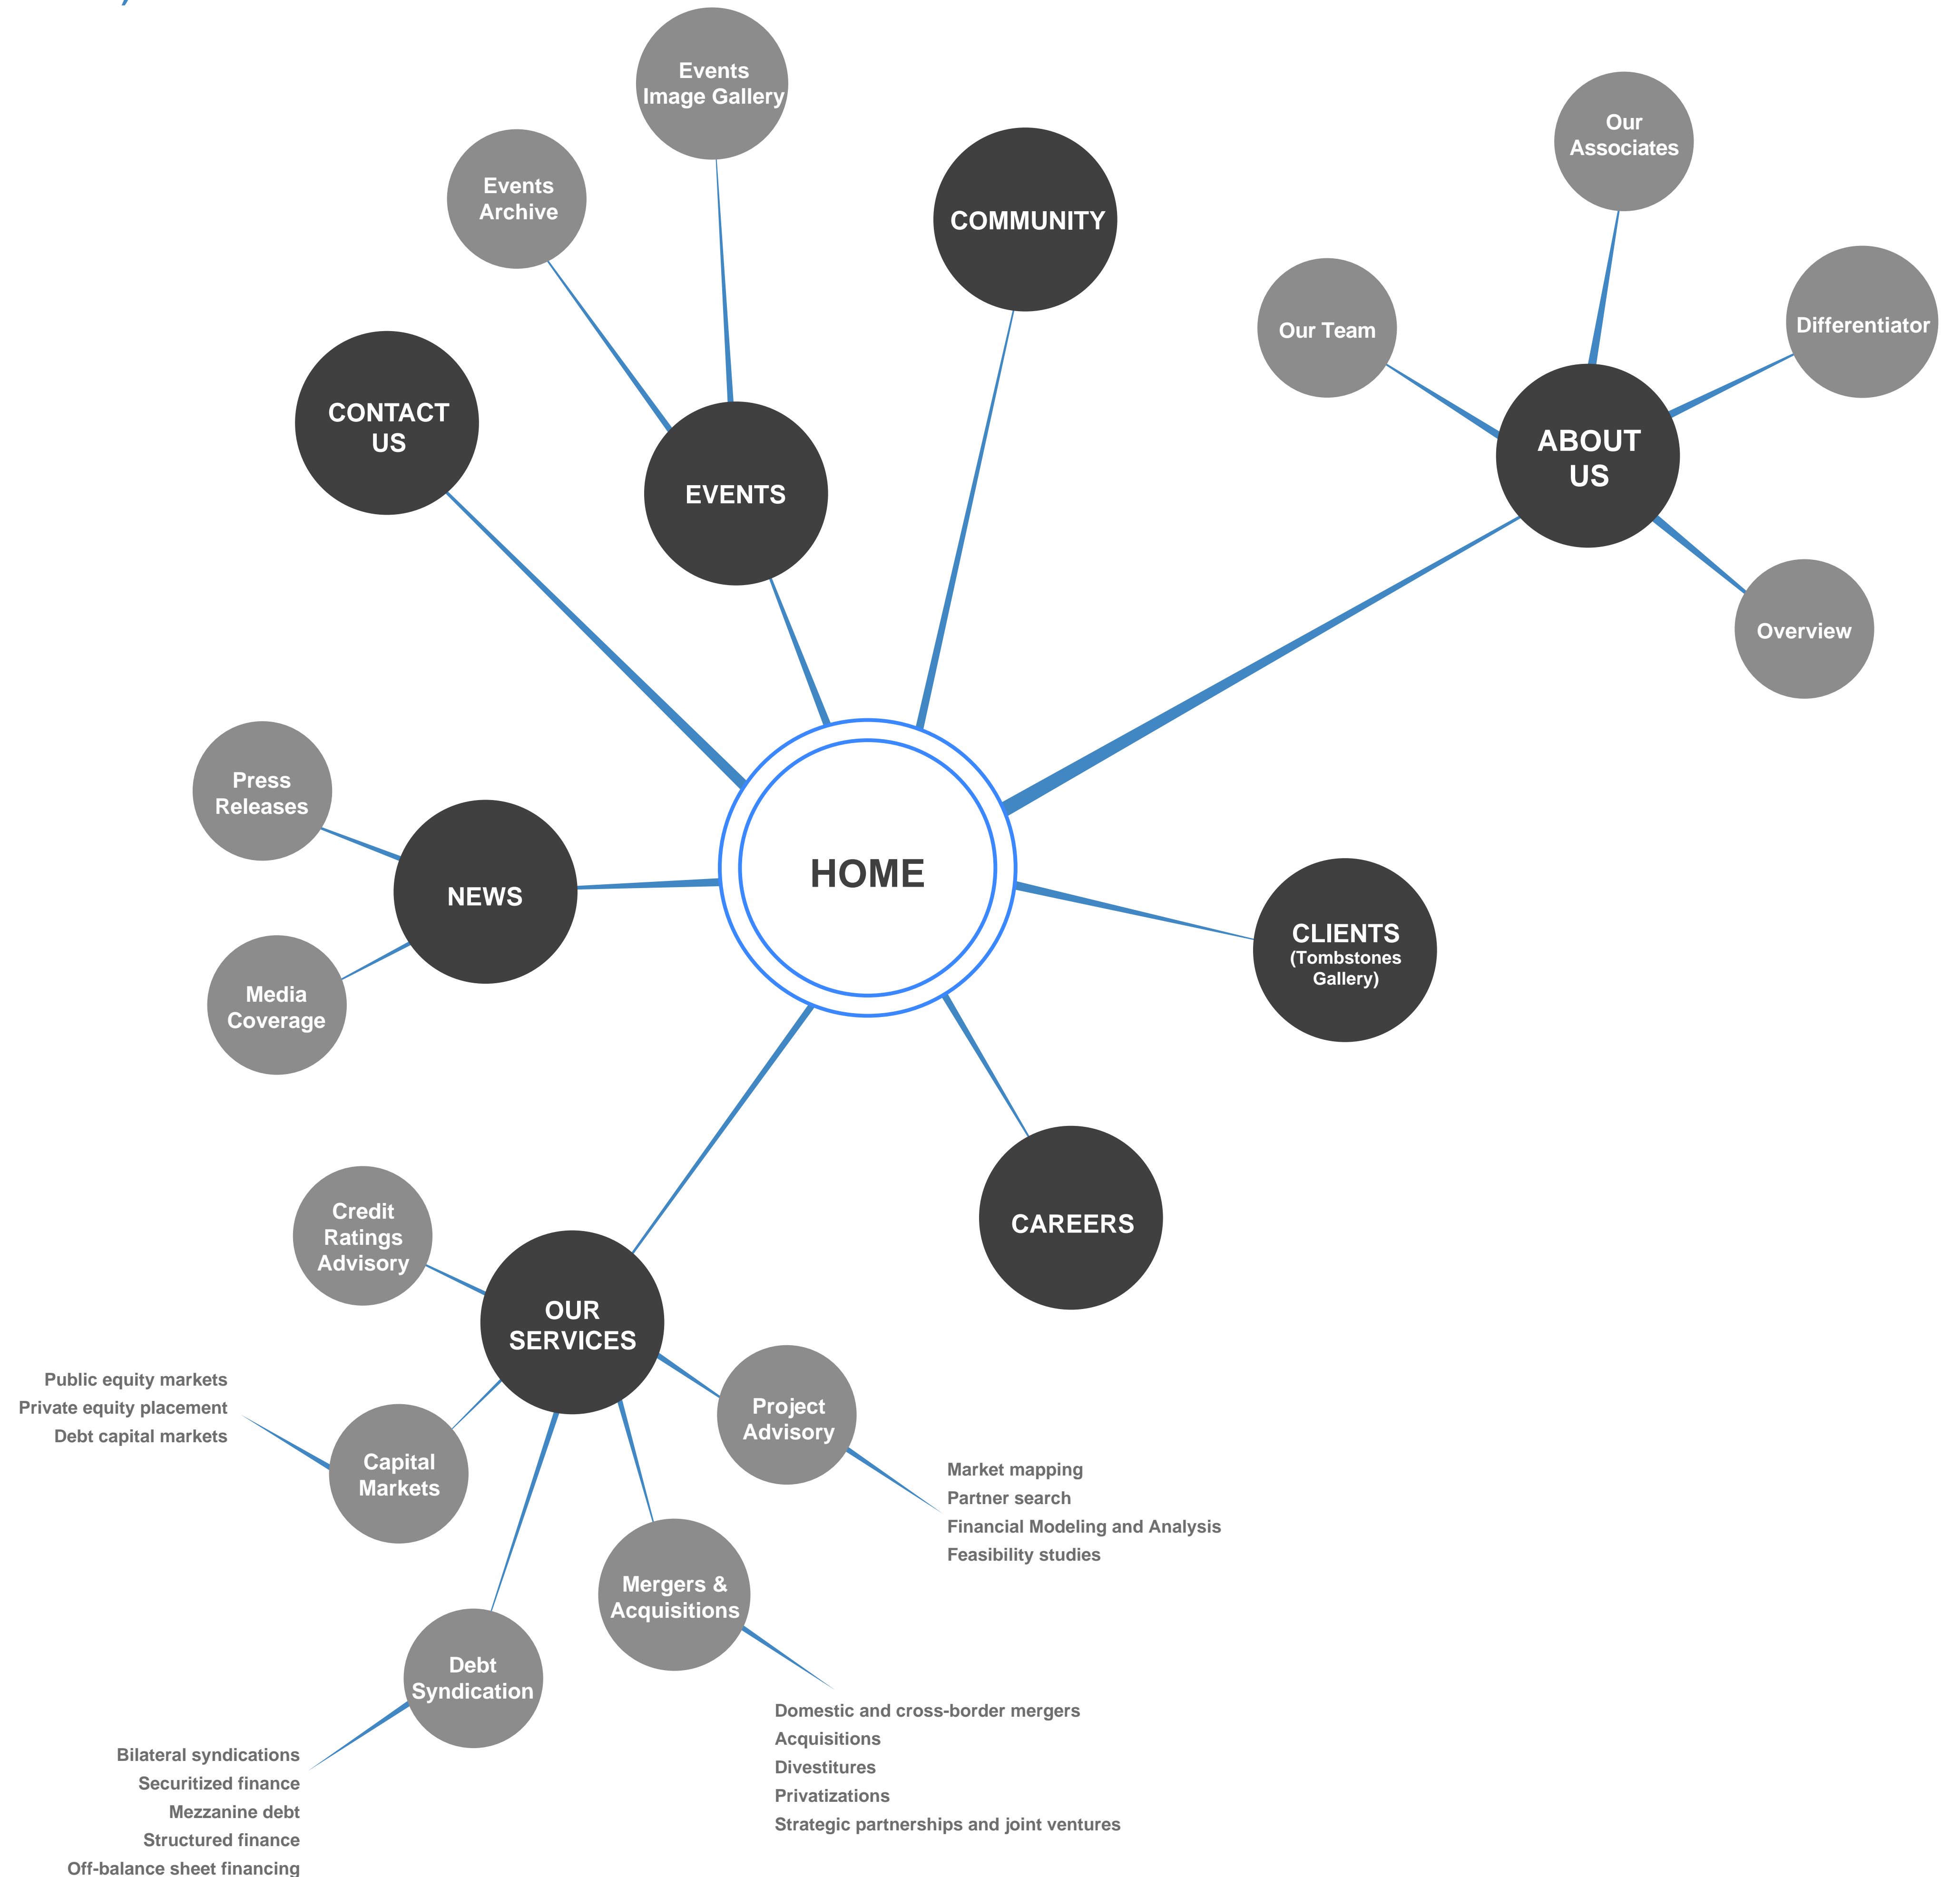 Events
Image Gallery
Events
Archive
COMMUNITY
Our
Associates
Our Team
Differentiator
CONTACT
US
EVENTS
ABOUT
US
Overview
Press
Releases
NEWS
HOME
CLIENTS
(Tombstones
Gallery)
Media
Coverage
CAREERS
Credit
Ratings
Advisory
OUR
SERVICES
Public equity markets
Private equity placement
Debt capital markets
Capital
Markets
Project
Advisory
Market mapping
Partner search
Financial Modeling and Analysis
Feasibility studies
Mergers &
Acquisitions
Debt
Syndication
Domestic and cross-border mergers
Acquisitions
Divestitures
Privatizations
Strategic partnerships and joint ventures
Bilateral syndications
Securitized finance
Mezzanine debt
Structured finance
Off-balance sheet financing